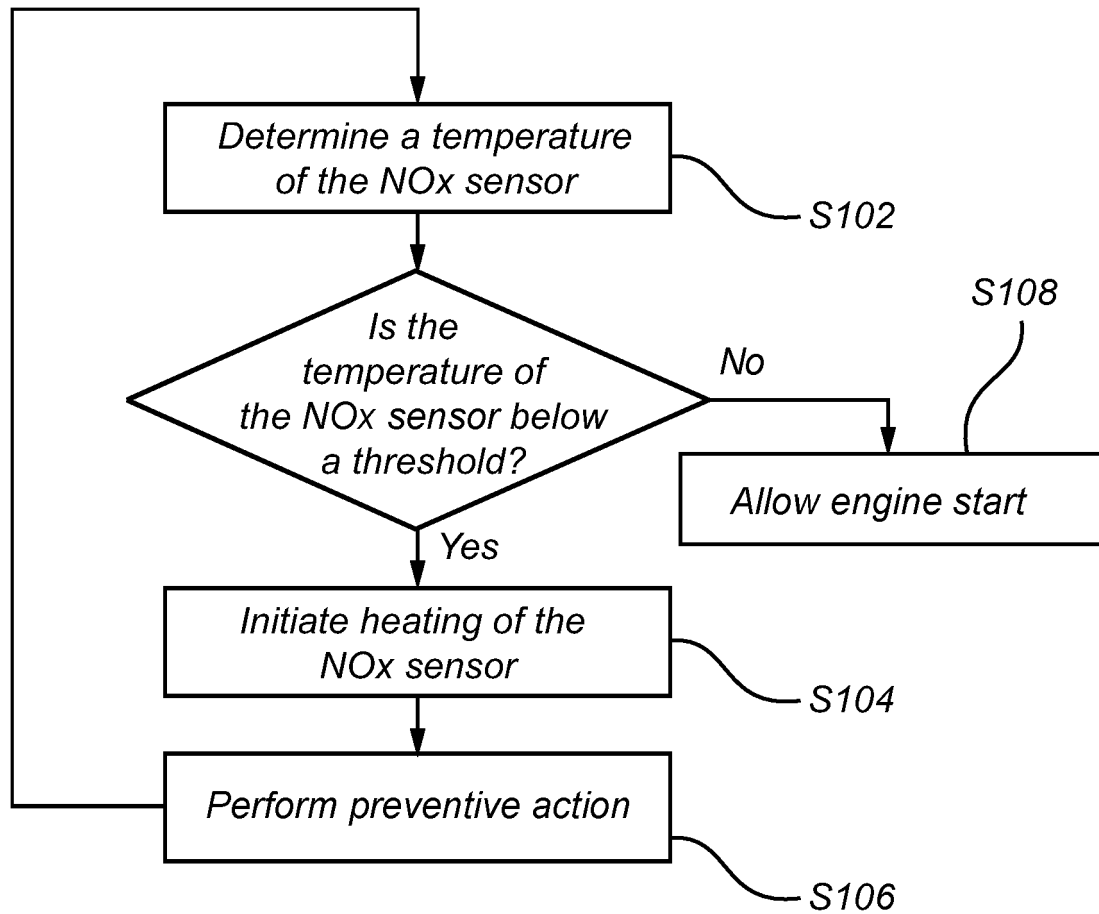 Determine a temperature
of the NOx sensor
S102
S108
Is the
temperature of
the NOx sensor below
a threshold?
No
Allow engine start
Yes
Initiate heating of the
NOx sensor
S104
Perform preventive action
S106